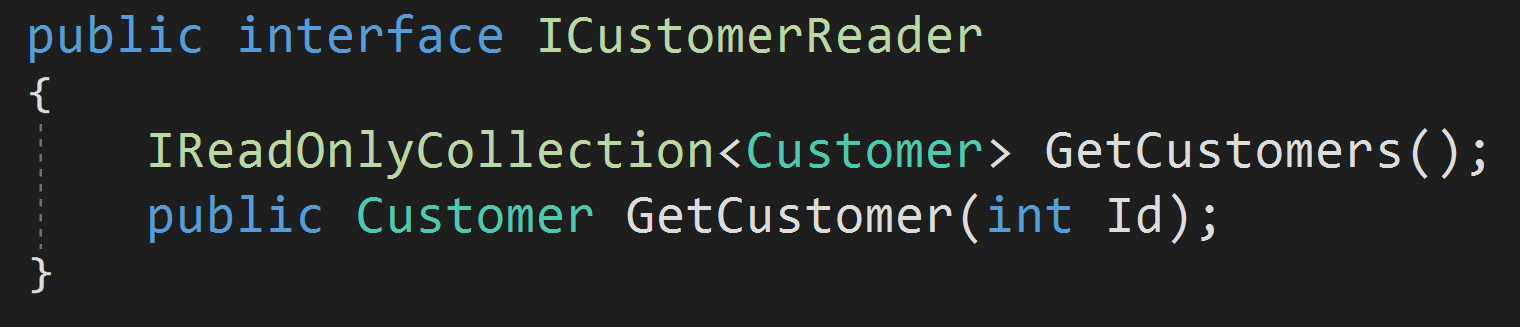 public interface ICustomerReader
{
    IReadOnlyCollection<Customer> GetCustomers();
    public Customer GetCustomer(int Id);
}